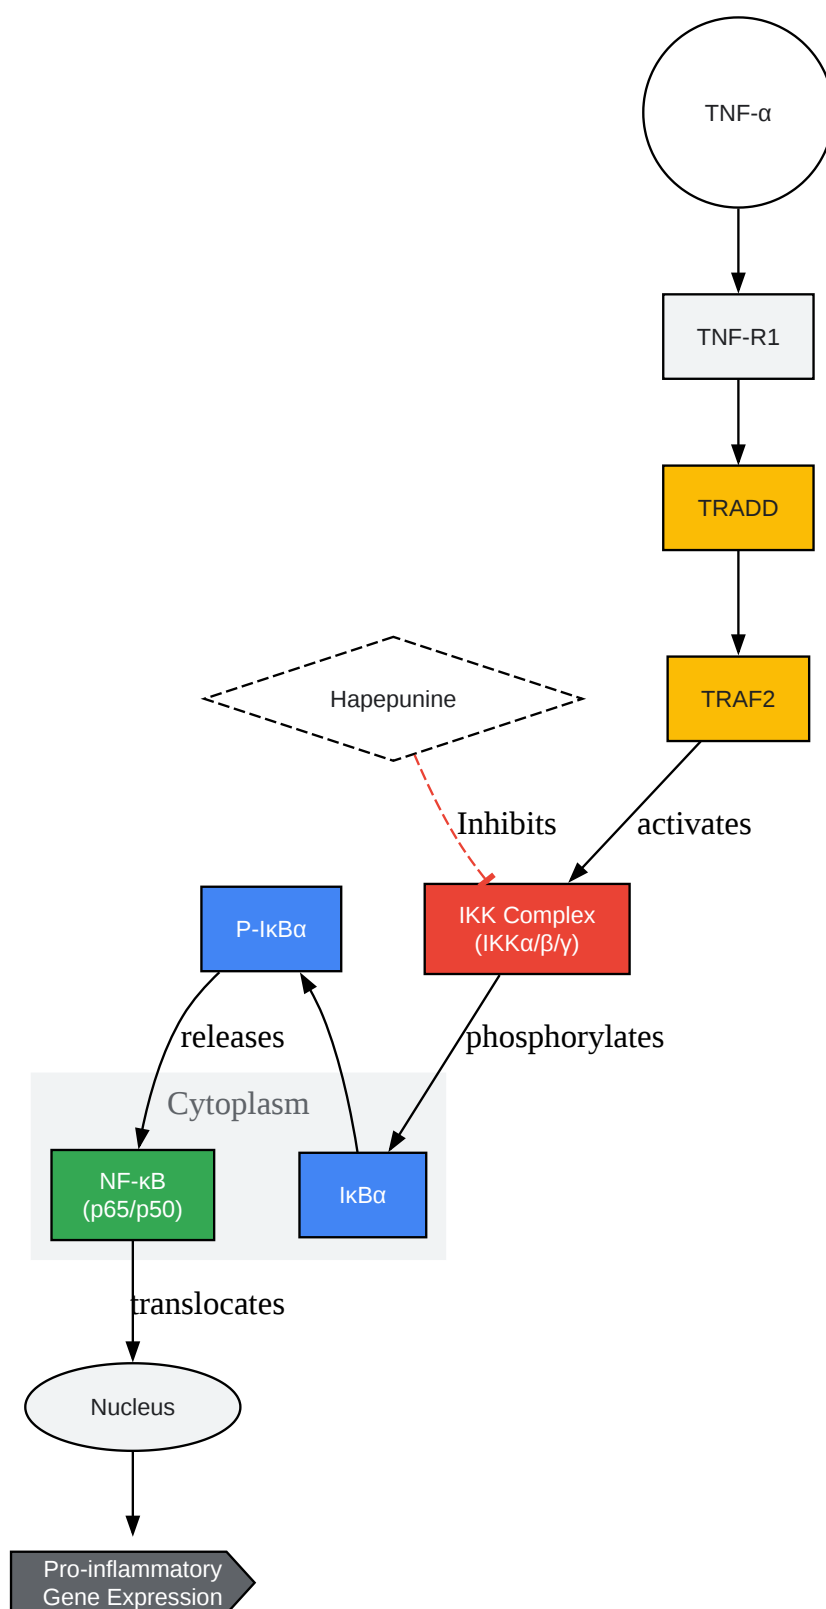 TNF-α
TNF-R1
TRADD
TRAF2
Hapepunine
Inhibits
activates
IKK Complex
(IKKα/β/γ)
P-IκBα
releases
phosphorylates
Cytoplasm
NF-κB
(p65/p50)
IκBα
translocates
Nucleus
Pro-inflammatory
Gene Expression